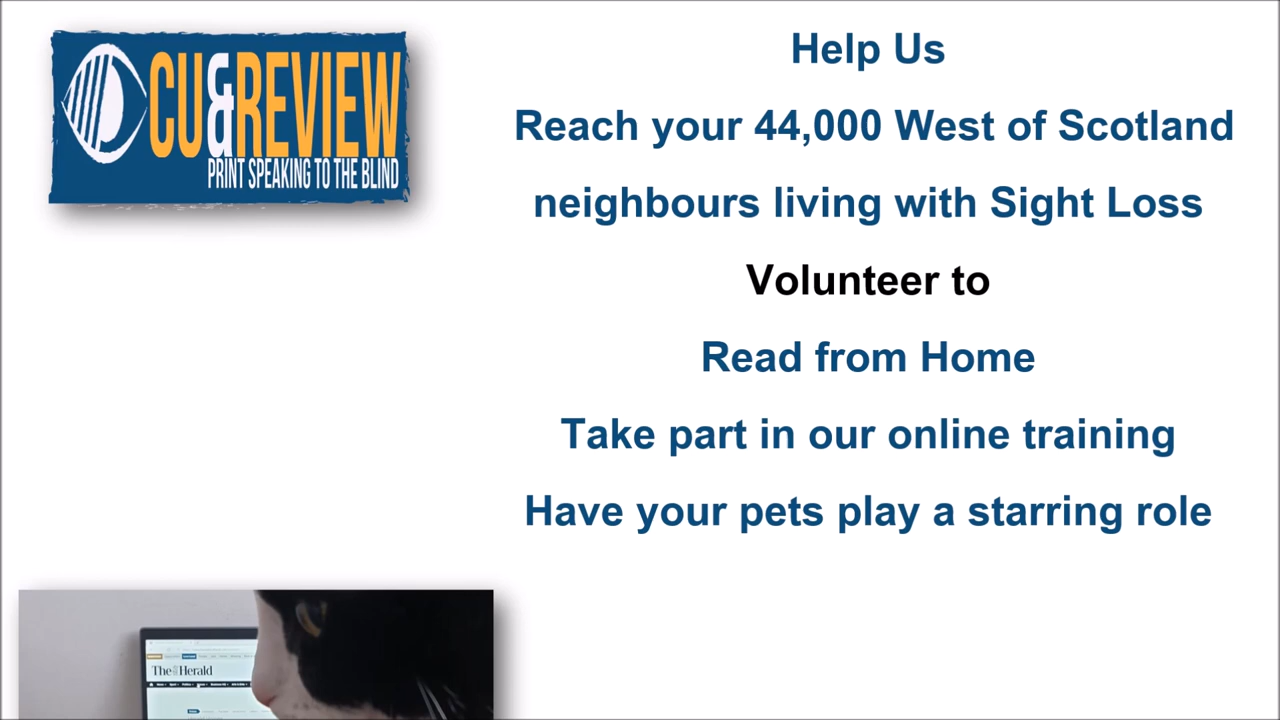 CU&REVIEW
PRINT SPEAKING TO THE BLIND
Help Us
Reach your 44,000 West of Scotland
neighbours living with Sight Loss
Volunteer to
Read from Home
Take part in our online training
Have your pets play a starring role
The Herald